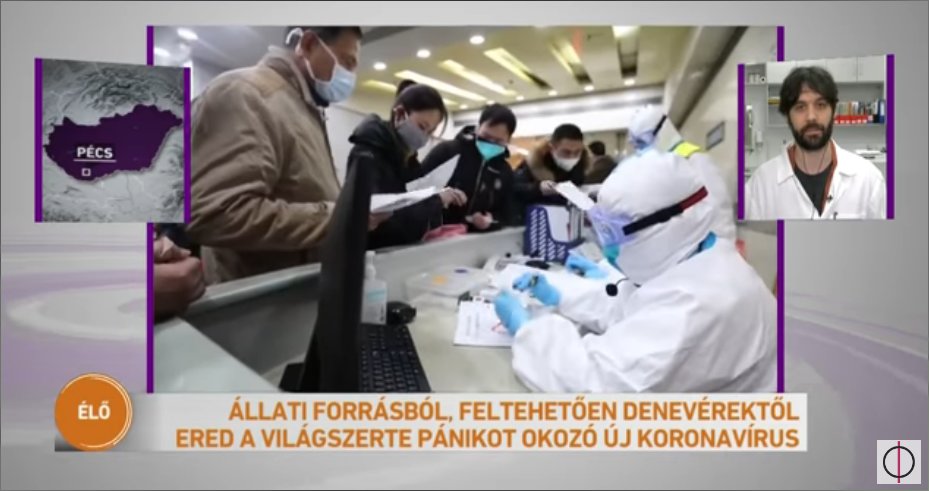 PÉCS
ÉLŐ
ÁLLATI FORRÁSBÓL, FELTEHETŐEN DENEVÉREKTŐL
ERED A VILÁGSZERTE PÁNIKOT OKOZÓ ÚJ KORONAVÍRUS